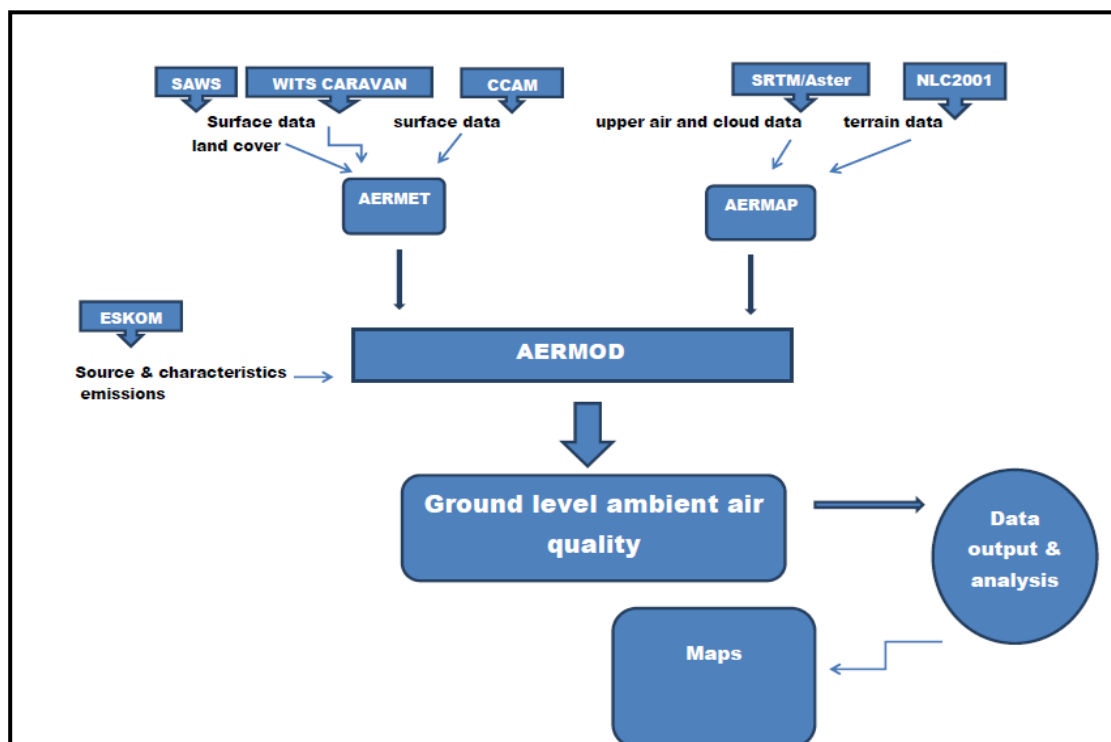 SAWS
WITS CARAVAN
CCAM
SRTM/Aster
NLC2001
Surface data
surface data
upper air and cloud data
terrain data
land cover
AERMET
AERMAP
ESKOM
AERMOD
Source & characteristics
emissions
Ground level ambient air
quality
Data
output &
analysis
Maps